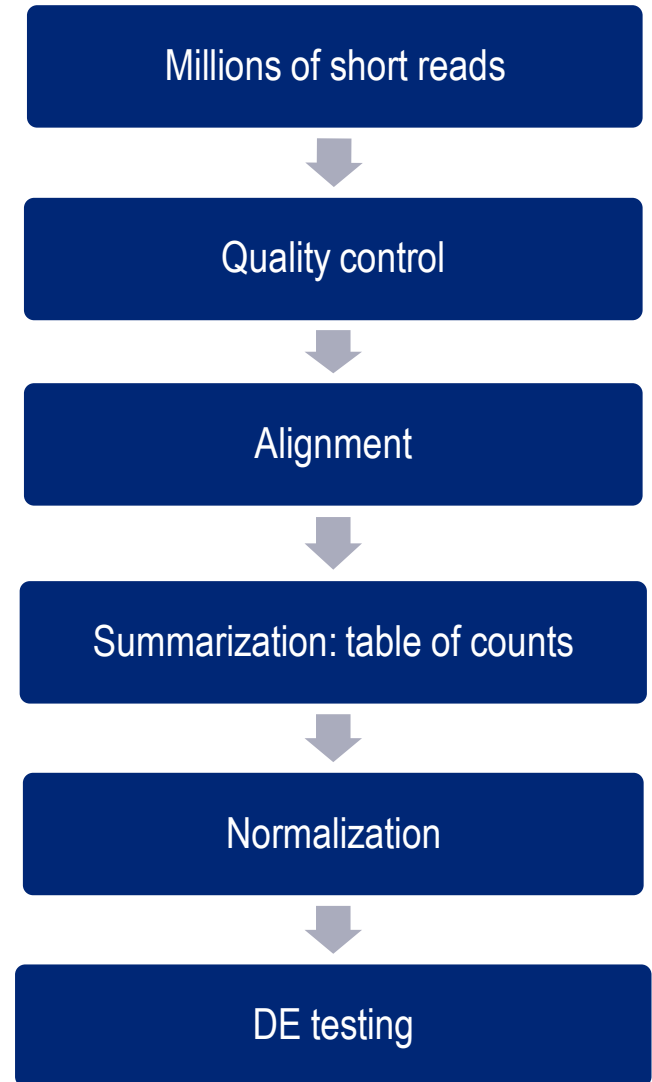 Millions of short reads
Quality control
Alignment
Summarization: table of counts
Normalization
DE testing